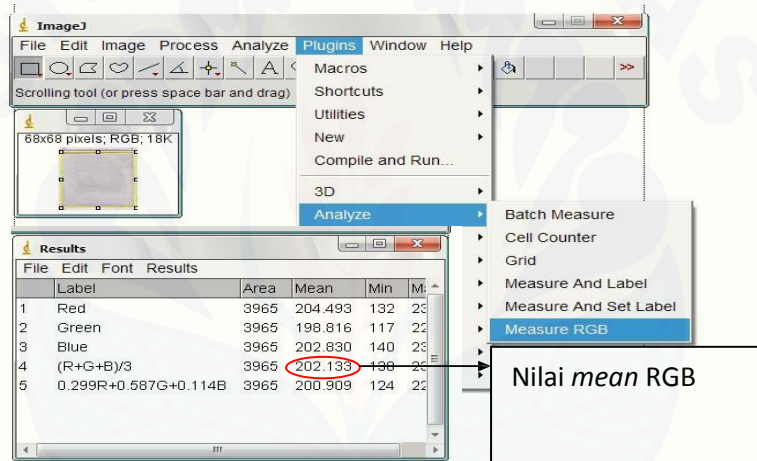 ImageJ
File Edit Image Process Analyze Plugins Window Help
A
>>
Scrolling tool (or press space bar and drag)
68x68 pixels; RGB; 18K
Macros
Shortcuts
Utilities
New
Compile and Run...
3D
Analyze
Batch Measure
Cell Counter
Grid
Measure And Label
Measure And Set Label
Measure RGB
Results
File Edit Font Results
Label Area Mean Min
1 Red 3965 204.493 132
2 Green 3965 198.816 117
3 Blue 3965 202.830 140
4 (R+G+B)/3 3965 202.133
5 0.299R+0.587G+0.114B 3965 200.909 124
Nilai mean RGB